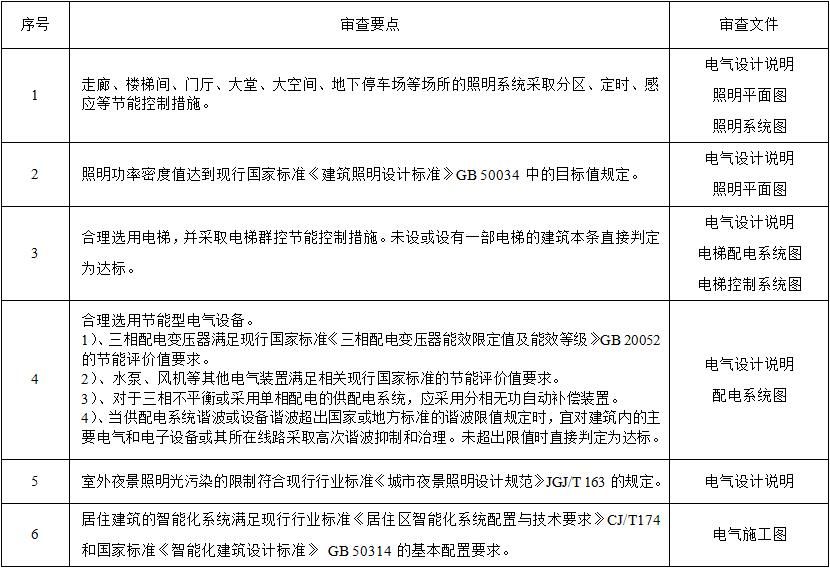 序号 审查要点 审查文件
1 走廊、楼梯间、门厅、大堂、大空间、地下停车场等场所的照明系统采取分区、定时、感
应等节能控制措施。
电气设计说明
照明平面图
照明系统图
2 照明功率密度值达到现行国家标准《建筑照明设计标准》GB 50034 中的目标值规定。
电气设计说明
照明平面图
3 合理选用电梯,并采取电梯群控节能控制措施。未设或设有一部电梯的建筑本条直接判定
为达标。
电气设计说明
电梯配电系统图
电梯控制系统图
4 合理选用节能型电气设备。
1)、三相配电变压器满足现行国家标准《三相配电变压器能效限定值及能效等级》GB 20052
的节能评价值要求。
2)、水泵、风机等其他电气装置满足相关现行国家标准的节能评价值要求。
3)、对于三相不平衡或采用单相配电的供配电系统，应采用分相无功自动补偿装置。
4)、当供配电系统谐波或设备谐波超出国家或地方标准的谐波限值规定时，宜对建筑内的主
要电气和电子设备或其所在线路采取高次谐波抑制和治理。未超出限值时直接判定为达标。
电气设计说明
配电系统图
5 室外夜景照明光污染的限制符合现行行业标准《城市夜景照明设计规范》JGJ/T 163 的规定。 电气设计说明
6 居住建筑的智能化系统满足现行行业标准《居住区智能化系统配置与技术要求》CJ/T174
和国家标准《智能化建筑设计标准》 GB 50314 的基本配置要求。
电气施工图